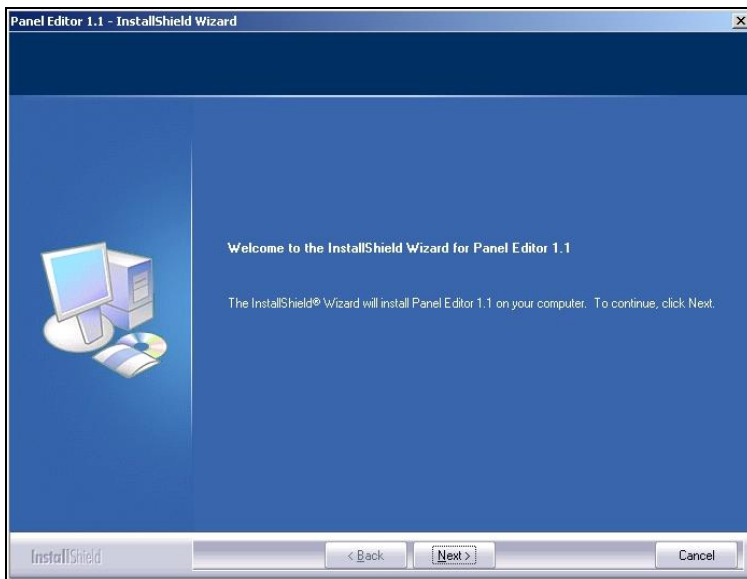 Panel Editor 1.1 - InstallShield Wizard
Welcome to the InstallShield Wizard for Panel Editor 1.1
The InstallShield® Wizard will install Panel Editor 1.1 on your computer. To continue, click Next.
InstallShield
< Back
Next >
Cancel